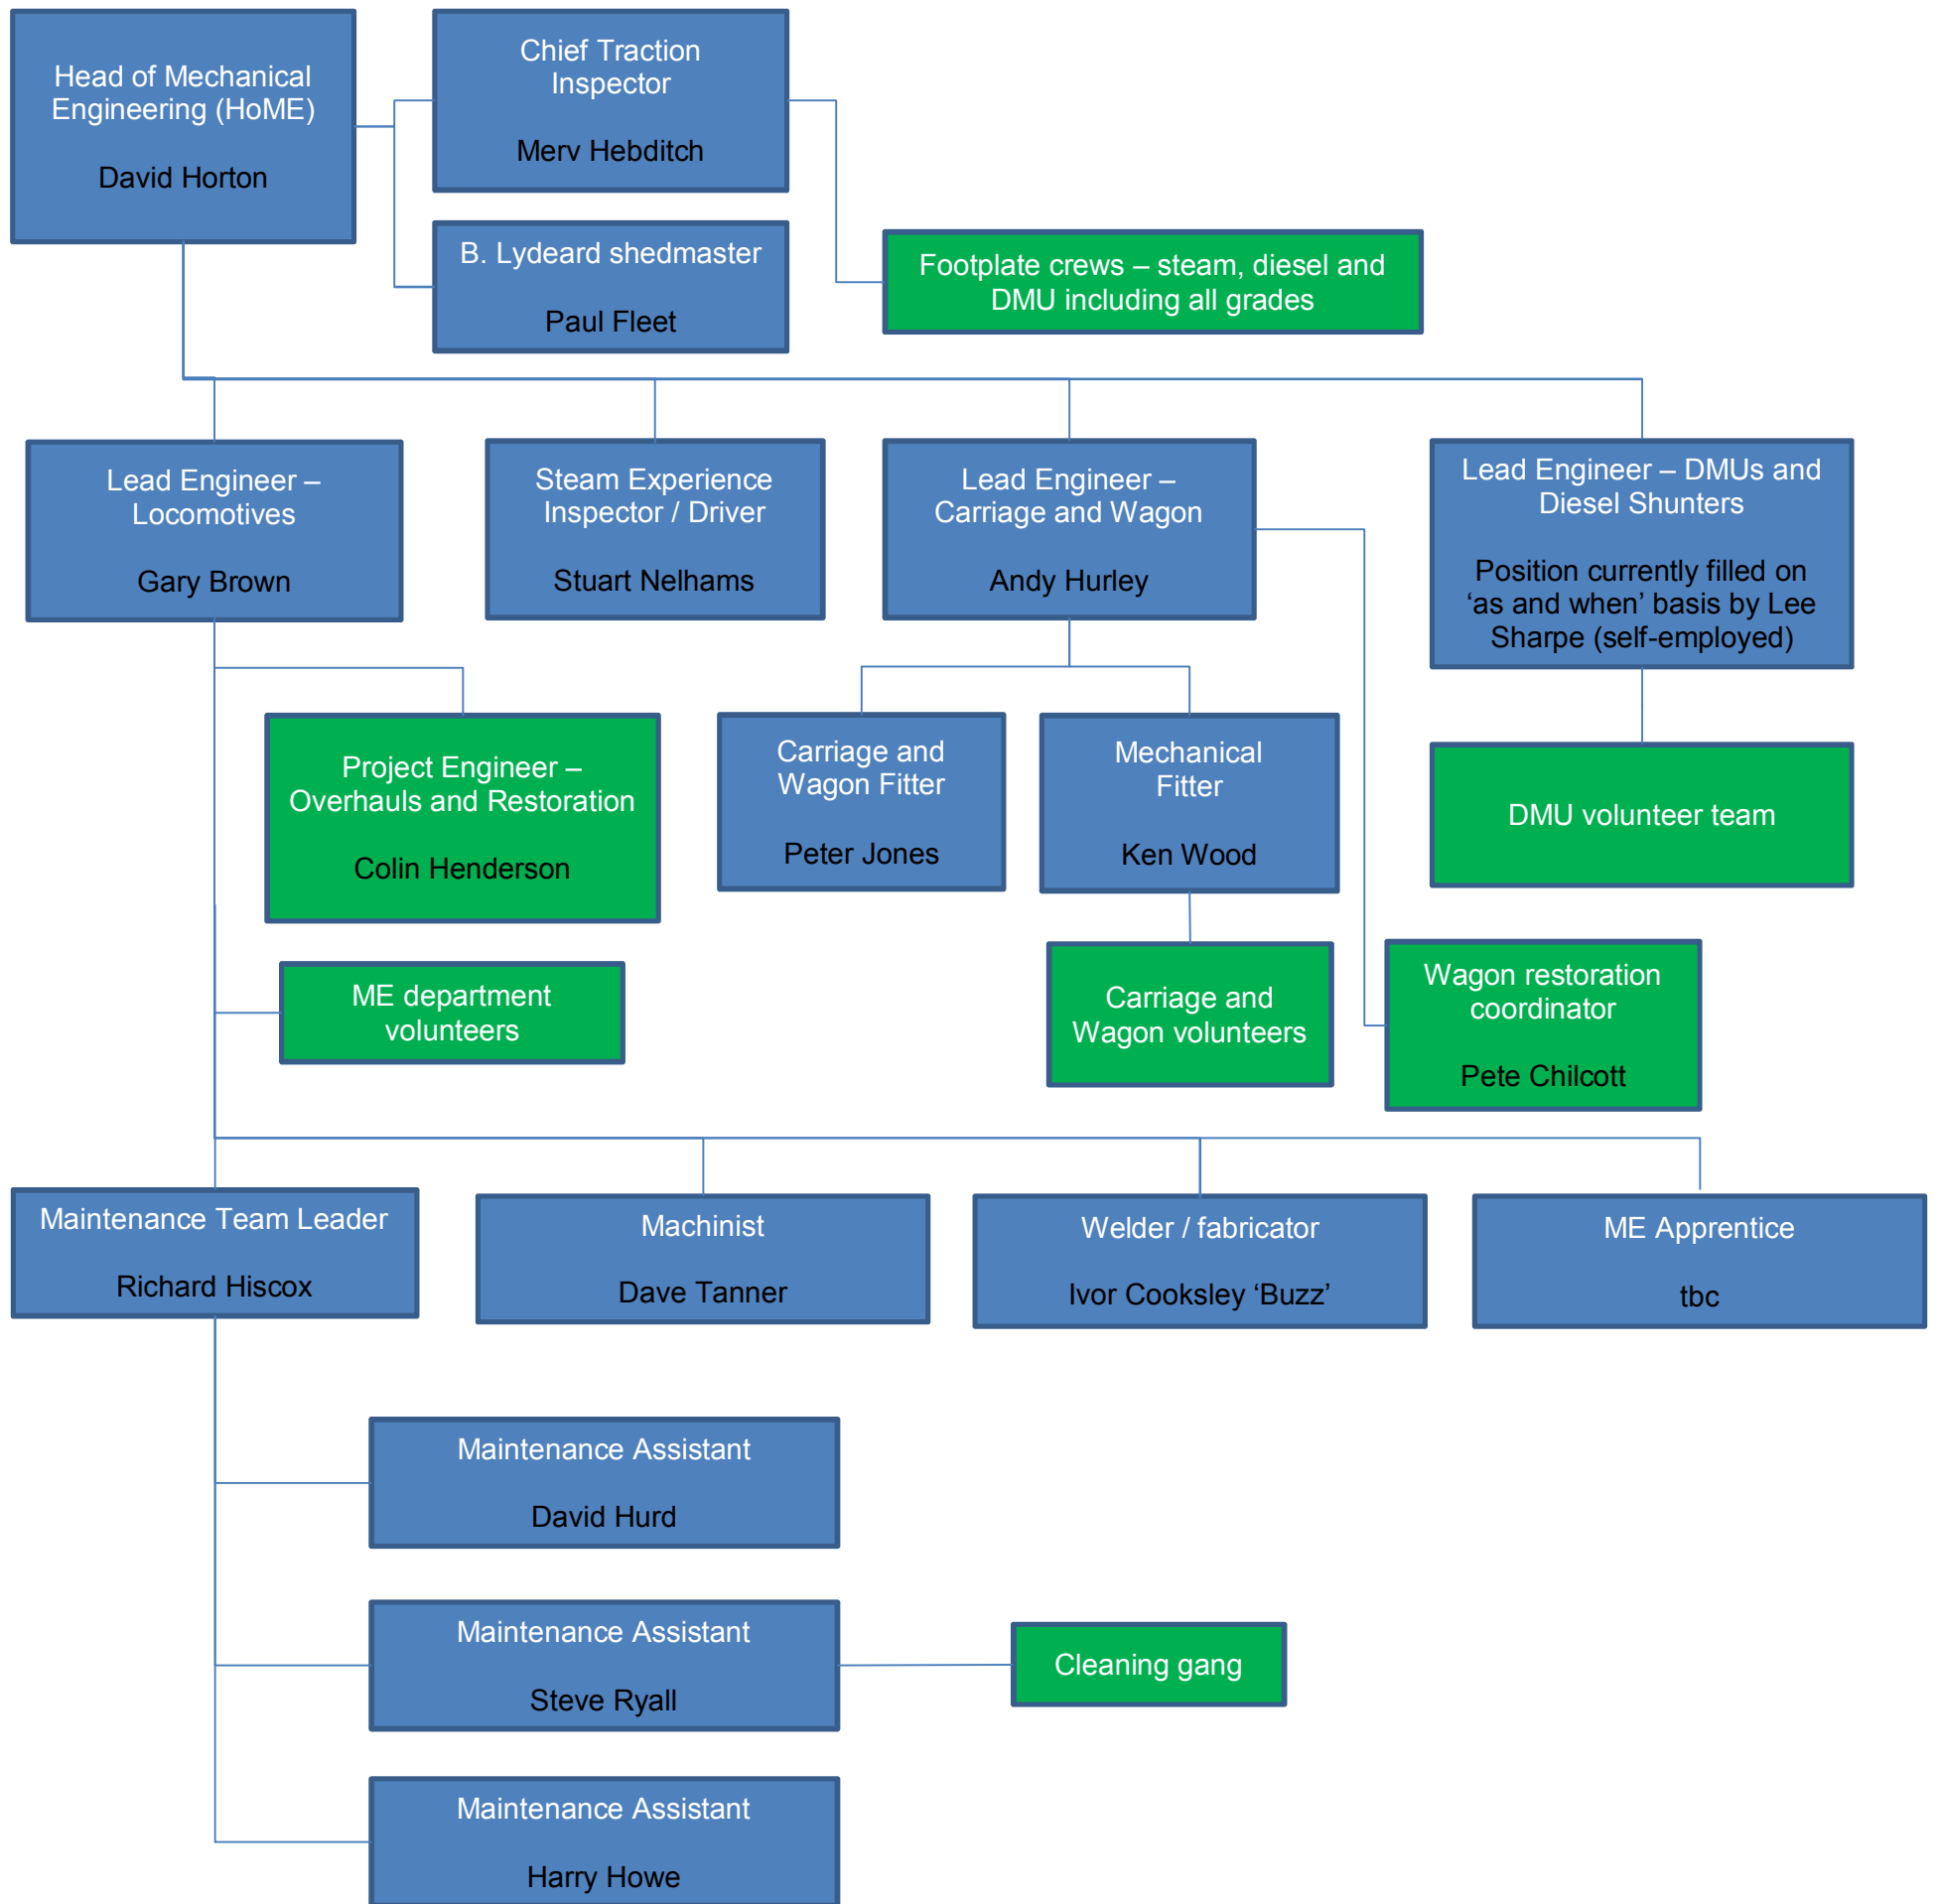 Head of Mechanical
Engineering (HoME)
David Horton
Chief Traction
Inspector
Merv Hebditch
B. Lydeard shedmaster
Paul Fleet
Footplate crews – steam, diesel and
DMU including all grades
Lead Engineer –
Locomotives
Gary Brown
Steam Experience
Inspector / Driver
Stuart Nelhams
Lead Engineer –
Carriage and Wagon
Andy Hurley
Lead Engineer – DMUs and
Diesel Shunters
Position currently filled on
‘as and when’ basis by Lee
Sharpe (self-employed)
Project Engineer –
Overhauls and Restoration
Colin Henderson
Carriage and
Wagon Fitter
Peter Jones
Mechanical
Fitter
Ken Wood
DMU volunteer team
ME department
volunteers
Carriage and
Wagon volunteers
Wagon restoration
coordinator
Pete Chilcott
Maintenance Team Leader
Richard Hiscox
Machinist
Dave Tanner
Welder / fabricator
Ivor Cooksley ‘Buzz’
ME Apprentice
tbc
Maintenance Assistant
David Hurd
Maintenance Assistant
Steve Ryall
Cleaning gang
Maintenance Assistant
Harry Howe